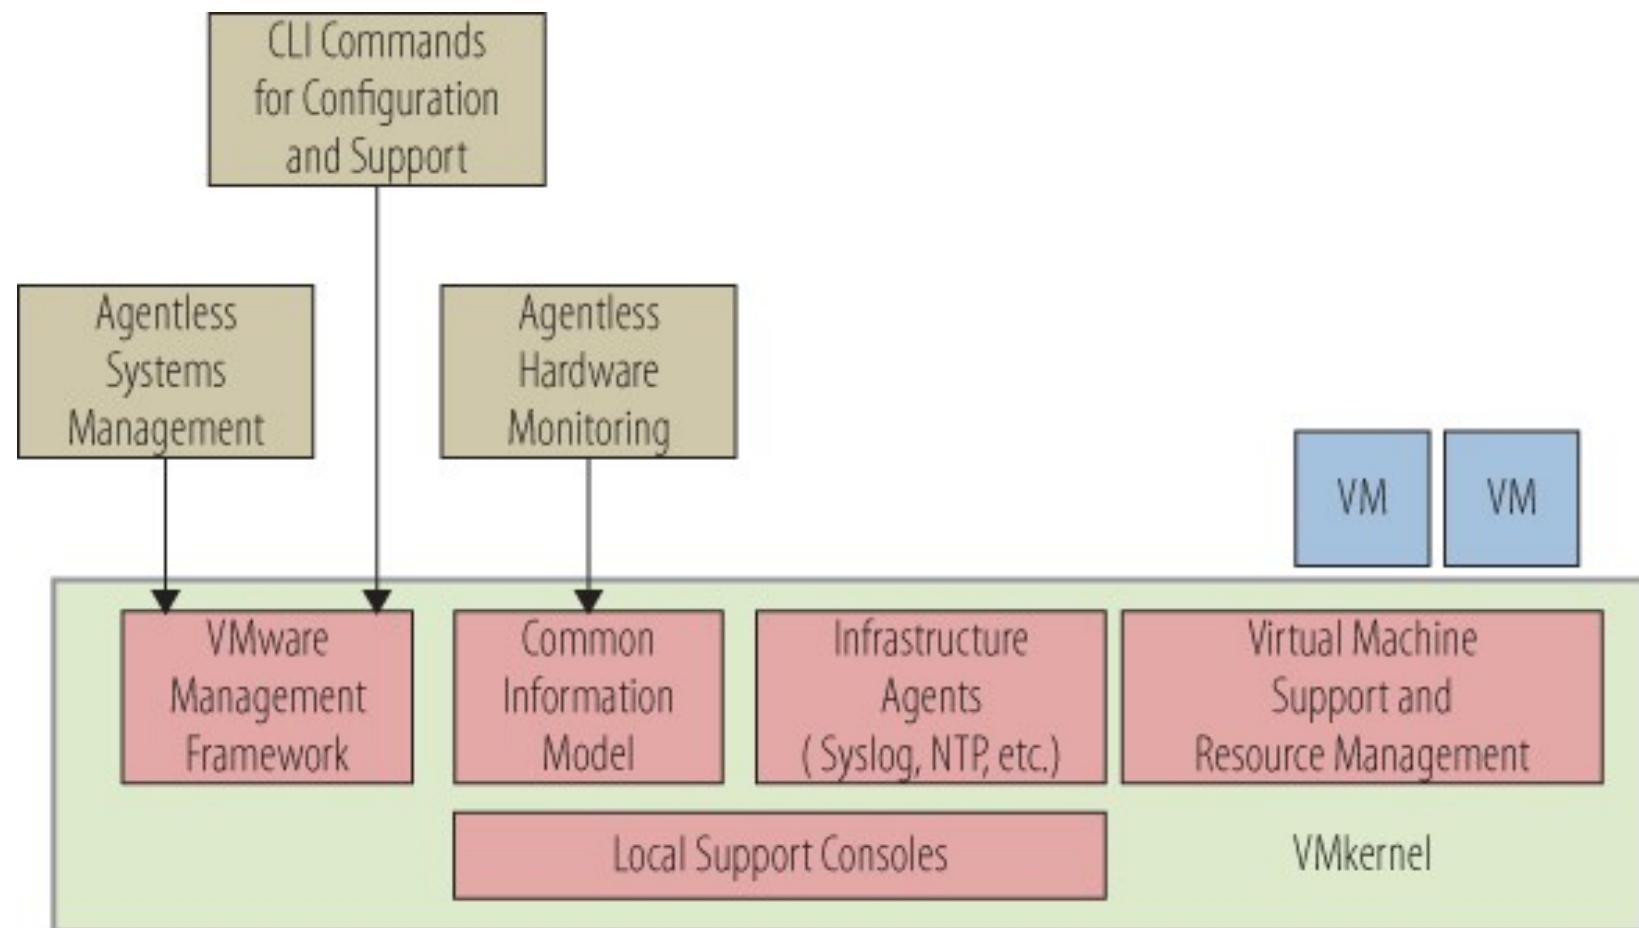 CLI Commands
for Configuration
and Support
Agentless
Systems
Management
Agentless
Hardware
Monitoring
VM
VM
VMware
Management
Framework
Common
Information
Model
Infrastructure
Agents
( Syslog, NTP, etc.)
Virtual Machine
Support and
Resource Management
Local Support Consoles
VMkernel